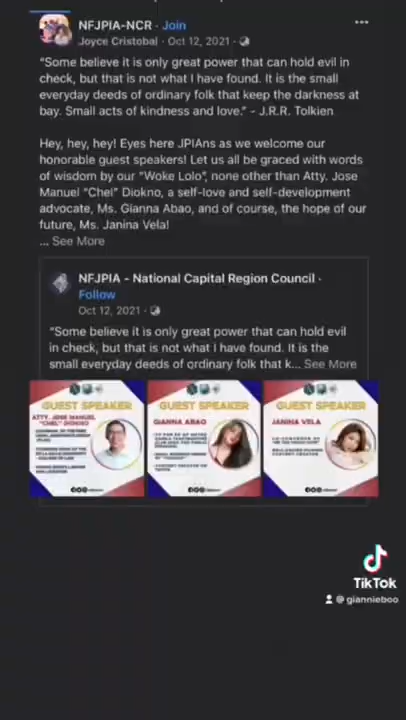 NFJPIA-NCR · Join
Joyce Cristobal · Oct 12, 2021 ·
“Some believe it is only great power that can hold evil in
check, but that is not what I have found. It is the small
everyday deeds of ordinary folk that keep the darkness at
bay. Small acts of kindness and love.” - J.R.R. Tolkien
Hey, hey, hey! Eyes here JPIAns as we welcome our
honorable guest speakers! Let us all be graced with words
of wisdom by our “Woke Lolo”, none other than Atty. Jose
Manuel “Chel” Diokno, a self-love and self-development
advocate, Ms. Gianna Abao, and of course, the hope of our
future, Ms. Janina Vela!
... See More
NFJPIA - National Capital Region Council ·
Follow
Oct 12, 2021 ·
“Some believe it is only great power that can hold evil
in check, but that is not what I have found. It is the
small everyday deeds of ordinary folk that k... See More
GUEST SPEAKER
ATTY. JOSE MANUEL
"CHEL" DIOKNO
GUEST SPEAKER
GIANNA ABAO
GUEST SPEAKER
JANINA VELA
TikTok
@ giannieboo